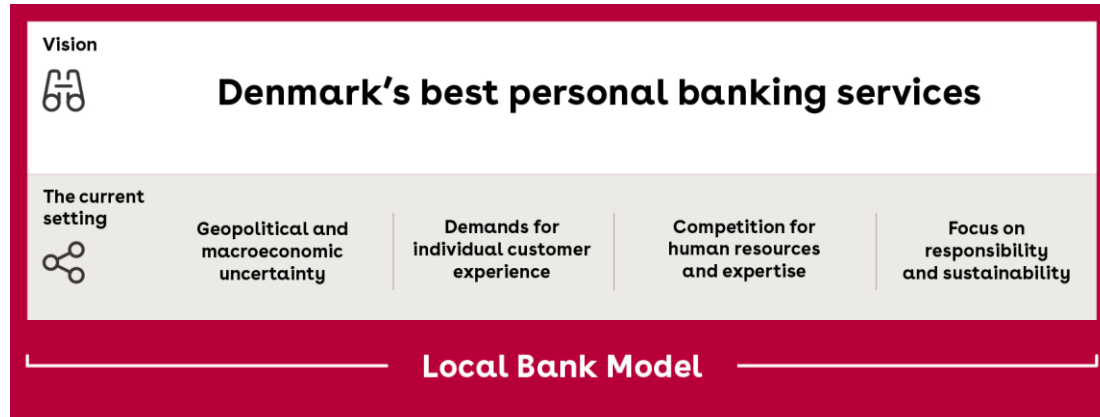 Vision
Denmark’s best personal banking services
The current
setting
Geopolitical and
macroeconomic
uncertainty
Demands for
individual customer
experience
Competition for
human resources
and expertise
Focus on
responsibility
and sustainability
Local Bank Model